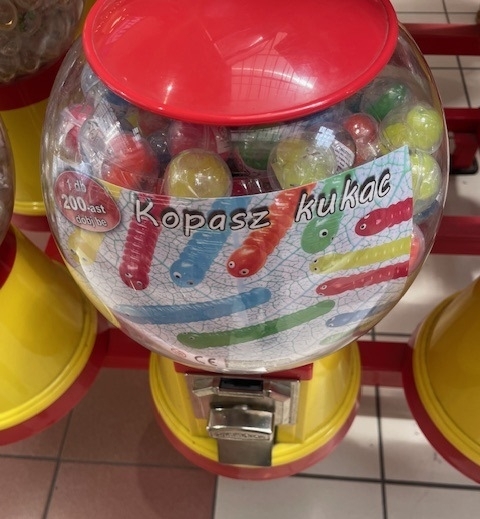 1 db
200-ast
dobj be
Kopasz kukac
CE